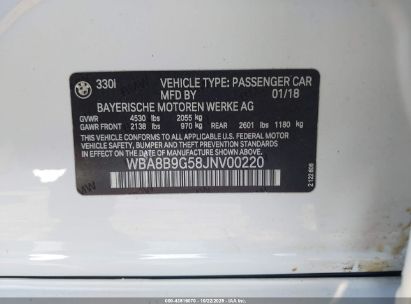 330i VEHICLE TYPE: PASSENGER CAR
MFD BY 01/18
BAYERISCHE MOTOREN WERKE AG
GVWR 4530 lbs 2055 kg
GAWR FRONT 2138 lbs 970 kg REAR 2601 lbs 1180 kg
THIS VEHICLE CONFORMS TO ALL APPLICABLE U.S. FEDERAL MOTOR
VEHICLE SAFETY, BUMPER AND THEFT PREVENTION STANDARDS
IN EFFECT ON THE DATE OF MANUFACTURE SHOWN ABOVE.
WBA8B9G58JNV00220